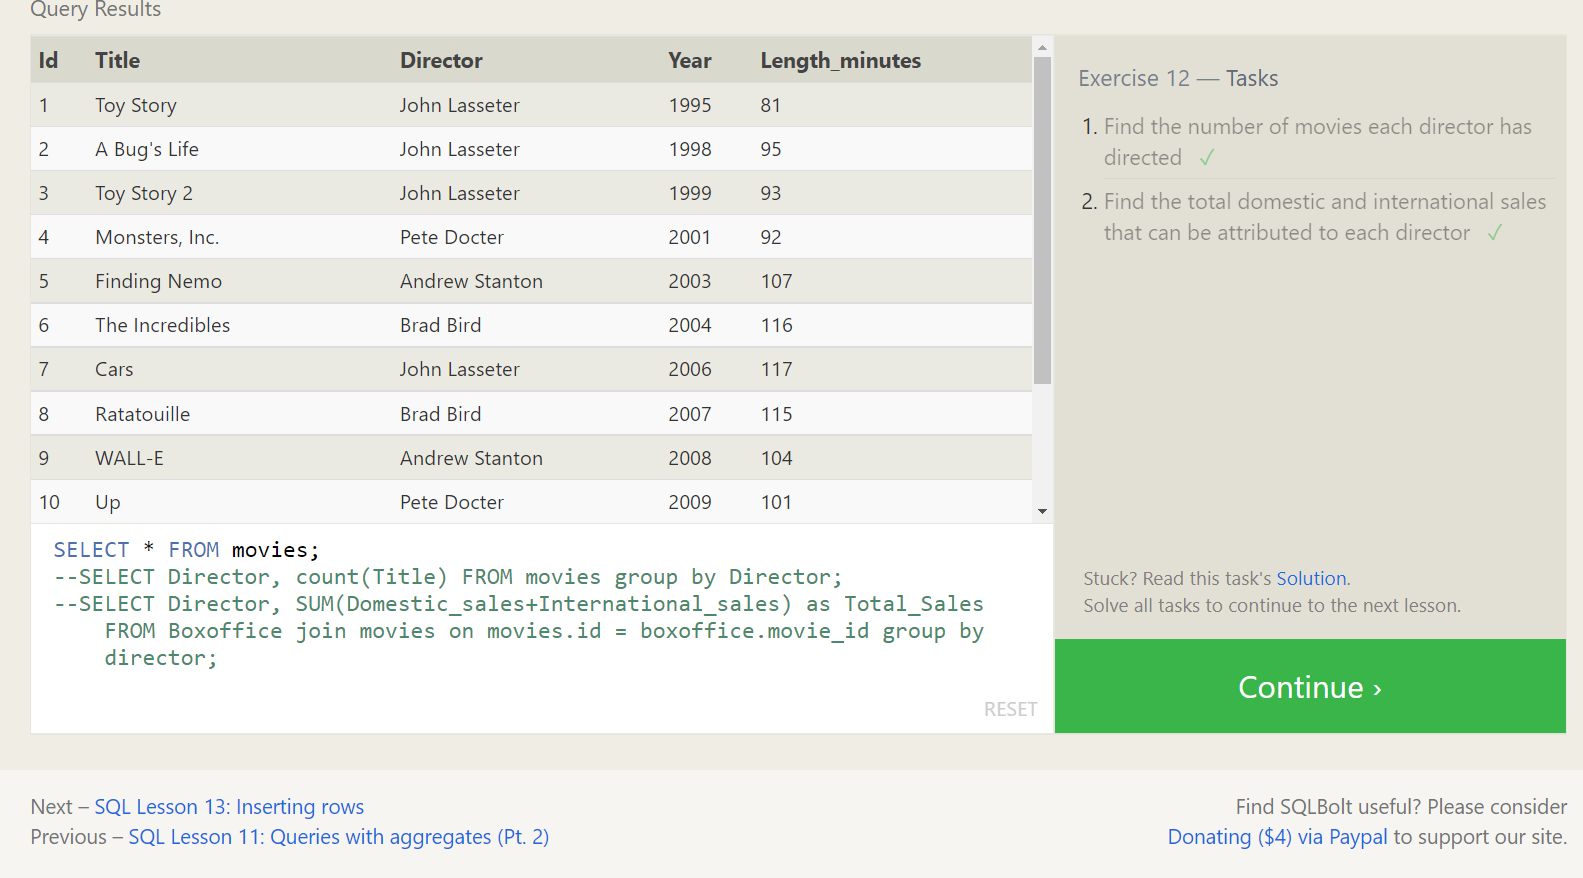 Query Results
Id Title Director Year Length_minutes
1 Toy Story John Lasseter 1995 81
2 A Bug's Life John Lasseter 1998 95
3 Toy Story 2 John Lasseter 1999 93
4 Monsters, Inc. Pete Docter 2001 92
5 Finding Nemo Andrew Stanton 2003 107
6 The Incredibles Brad Bird 2004 116
7 Cars John Lasseter 2006 117
8 Ratatouille Brad Bird 2007 115
9 WALL-E Andrew Stanton 2008 104
10 Up Pete Docter 2009 101
SELECT * FROM movies;
--SELECT Director, count(Title) FROM movies group by Director;
--SELECT Director, SUM(Domestic_sales+International_sales) as Total_Sales
FROM Boxoffice join movies on movies.id = boxoffice.movie_id group by
director;
RESET
Exercise 12 — Tasks
1. Find the number of movies each director has
directed ✓
2. Find the total domestic and international sales
that can be attributed to each director ✓
Stuck? Read this task's Solution.
Solve all tasks to continue to the next lesson.
Continue ›
Next – SQL Lesson 13: Inserting rows
Previous – SQL Lesson 11: Queries with aggregates (Pt. 2)
Find SQLBolt useful? Please consider
Donating ($4) via Paypal to support our site.